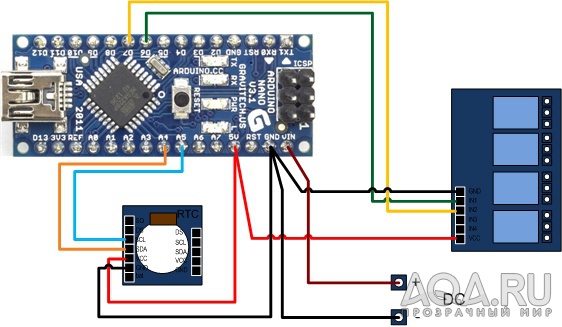 D12 D11 D10 D9 D8 D7 D6 D5 D4 D3 D2 GND RST RX0 TX1
USA
2011
ARDUINO.CC
TX
RX
PWR
L
RESET
ICSP
1
ARDUINO
NANO
V3.1
GRAVITECH.US
G
D13 3V3 REF A0 A1 A2 A3 A4 A5 A6 A7 5V RST GND VIN
RTC
SCL
SDA
VCC
GND
DS
SCL
SDA
VCC
GND
GND
IN1
IN2
IN3
IN4
VCC
+
DC
-
AQA.RU
ПРОЗРАЧНЫЙ МИР